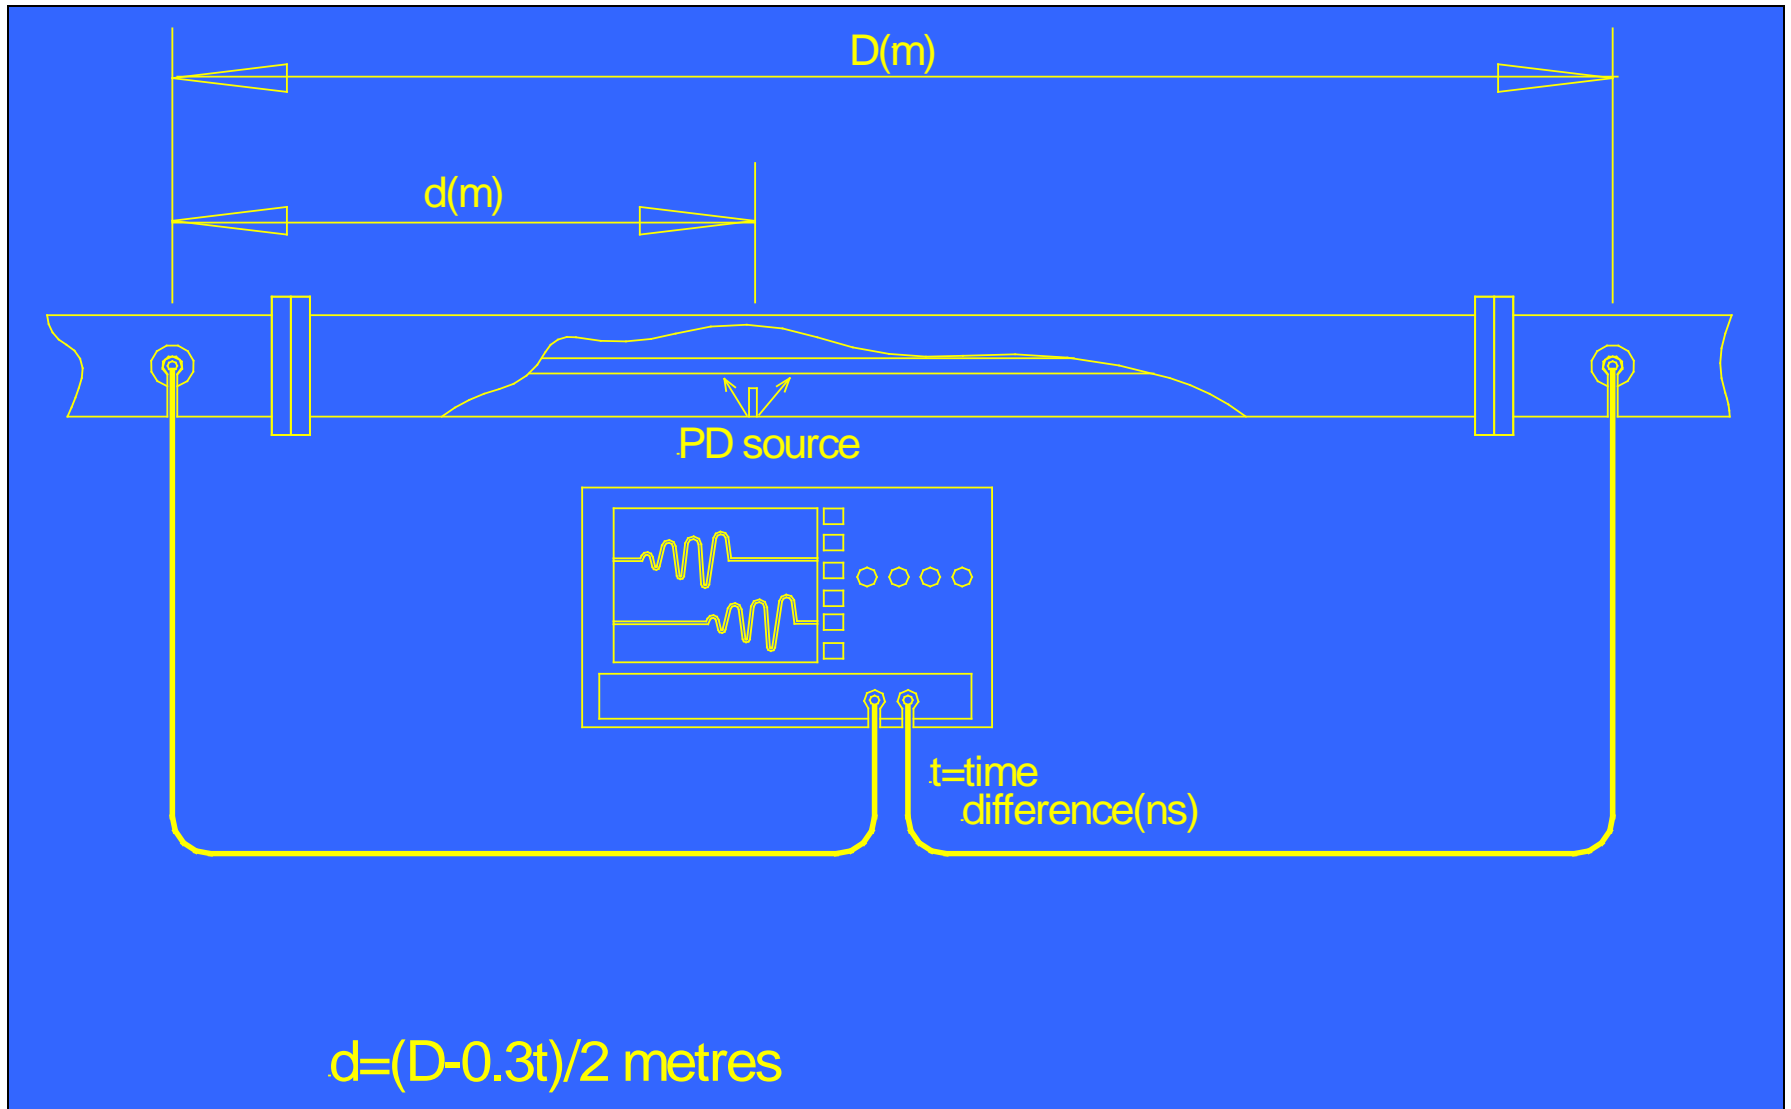 D(m)
d(m)
PD source
t=time
difference(ns)
d=(D-0.3t)/2 metres